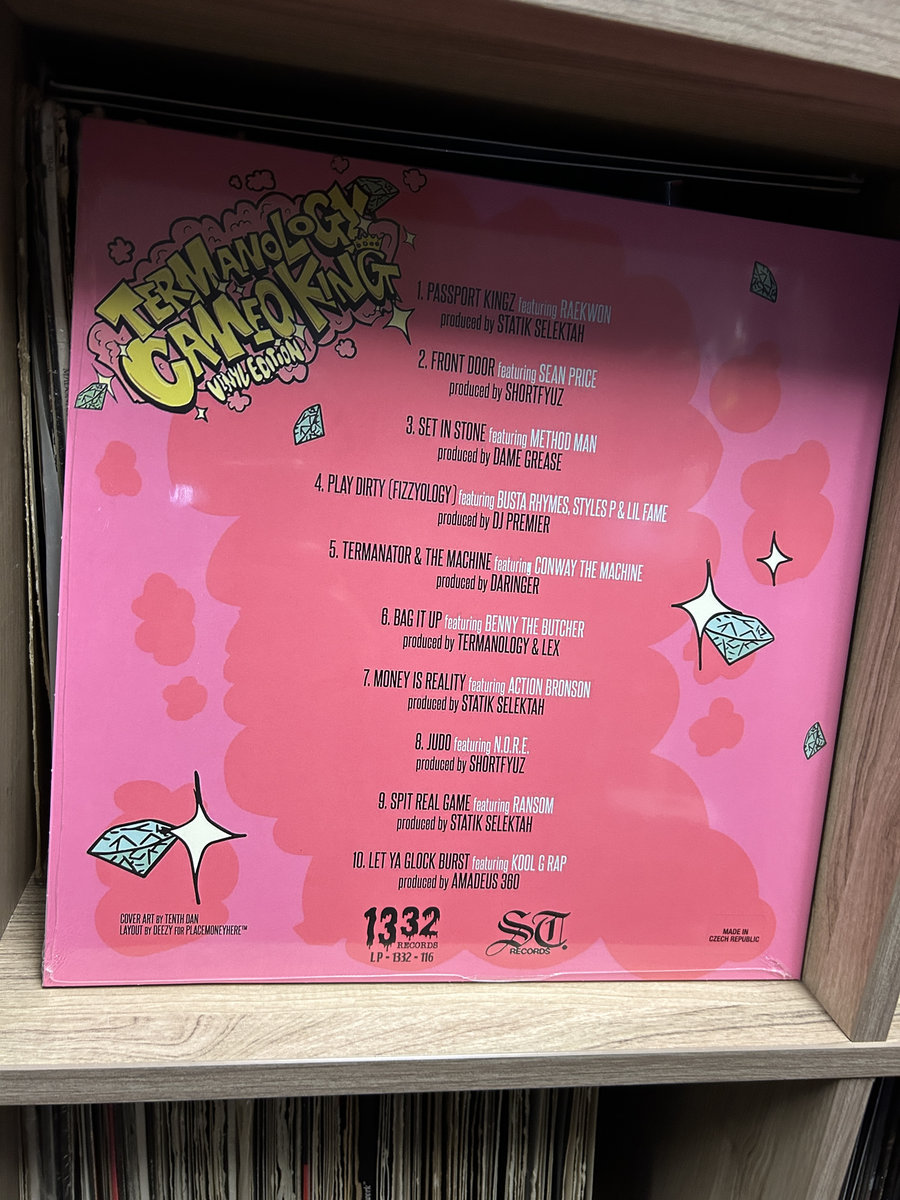 TERMANOLOGY
CAMEO KING
VINYL EDITION!
1. PASSPORT KINGZ featuring RAEKWON
produced by STATIK SELEKTAH
2. FRONT DOOR featuring SEAN PRICE
produced by SHORTFYUZ
3. SET IN STONE featuring METHOD MAN
produced by DAME GREASE
4. PLAY DIRTY (FIZZYOLOGY) featuring BUSTA RHYMES, STYLES P & LIL FAME
produced by DJ PREMIER
5. TERMANATOR & THE MACHINE featuring CONWAY THE MACHINE
produced by DARINGER
6. BAG IT UP featuring BENNY THE BUTCHER
produced by TERMANOLOGY & LEX
7. MONEY IS REALITY featuring ACTION BRONSON
produced by STATIK SELEKTAH
8. JUDO featuring N.O.R.E.
produced by SHORTFYUZ
9. SPIT REAL GAME featuring RANSOM
produced by STATIK SELEKTAH
10. LET YA GLOCK BURST featuring KOOL G RAP
produced by AMADEUS 360
COVER ART BY TENTH DAN
LAYOUT BY DEEZY FOR PLACEMONEYHERE™
1332
RECORDS
LP - 1332 - 116
ST.
RECORDS
MADE IN
CZECH REPUBLIC